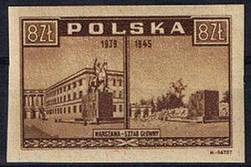 8ZŁ POLSKA 8ZŁ
1939 1945
WARSZAWA–SZTAB GŁÓWNY